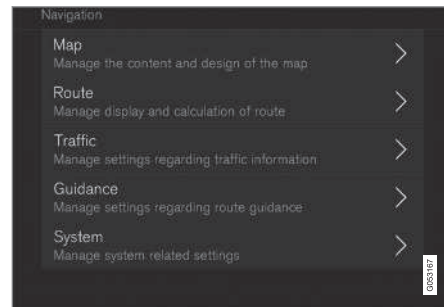 Navigation
Map
Manage the content and design of the map
Route
Manage display and calculation of route
Traffic
Manage settings regarding traffic information
Guidance
Manage settings regarding route guidance
System
Manage system related settings
G053167